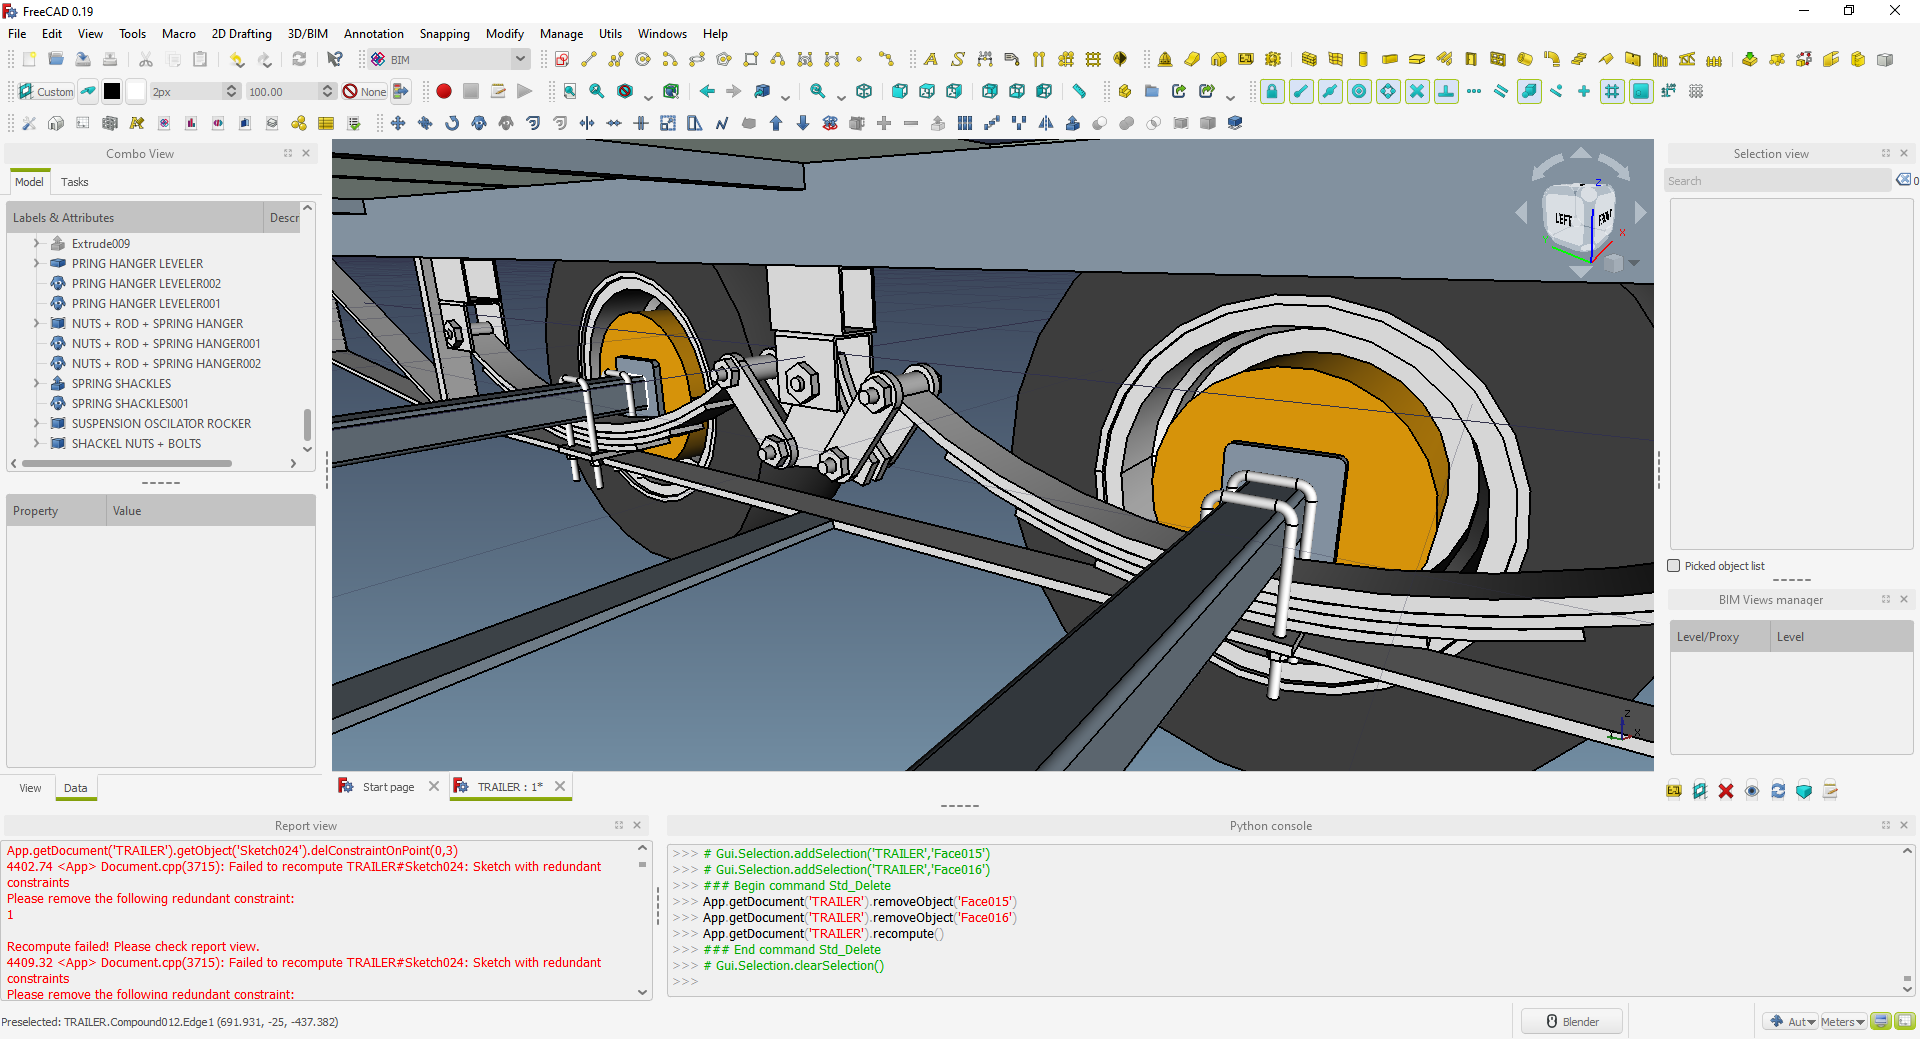 FreeCAD 0.19
File Edit View Tools Macro 2D Drafting 3D/BIM Annotation Snapping Modify Manage Utils Windows Help
BIM
Custom 2px 100.00 None
Combo View
Model Tasks
Labels & Attributes Descr
Extrude009
PRING HANGER LEVELER
PRING HANGER LEVELER002
PRING HANGER LEVELER001
NUTS + ROD + SPRING HANGER
NUTS + ROD + SPRING HANGER001
NUTS + ROD + SPRING HANGER002
SPRING SHACKLES
SPRING SHACKLES001
SUSPENSION OSCILATOR ROCKER
SHACKEL NUTS + BOLTS
Property Value
View Data
LEFT
Z
X
Z
X
Start page
TRAILER : 1*
Selection view
Search
0
Picked object list
BIM Views manager
Level/Proxy Level
Report view
App.getDocument('TRAILER').getObject('Sketch024').delConstraintOnPoint(0,3)
4402.74 <App> Document.cpp(3715): Failed to recompute TRAILER#Sketch024: Sketch with redundant
constraints
Please remove the following redundant constraint:
1
Recompute failed! Please check report view.
4409.32 <App> Document.cpp(3715): Failed to recompute TRAILER#Sketch024: Sketch with redundant
constraints
Please remove the following redundant constraint:
Python console
>>> # Gui.Selection.addSelection('TRAILER','Face015')
>>> # Gui.Selection.addSelection('TRAILER','Face016')
>>> ### Begin command Std_Delete
>>> App.getDocument('TRAILER').removeObject('Face015')
>>> App.getDocument('TRAILER').removeObject('Face016')
>>> App.getDocument('TRAILER').recompute()
>>> ### End command Std_Delete
>>> # Gui.Selection.clearSelection()
>>>
Preselected: TRAILER.Compound012.Edge1 (691.931, -25, -437.382)
Blender
Aut
Meters